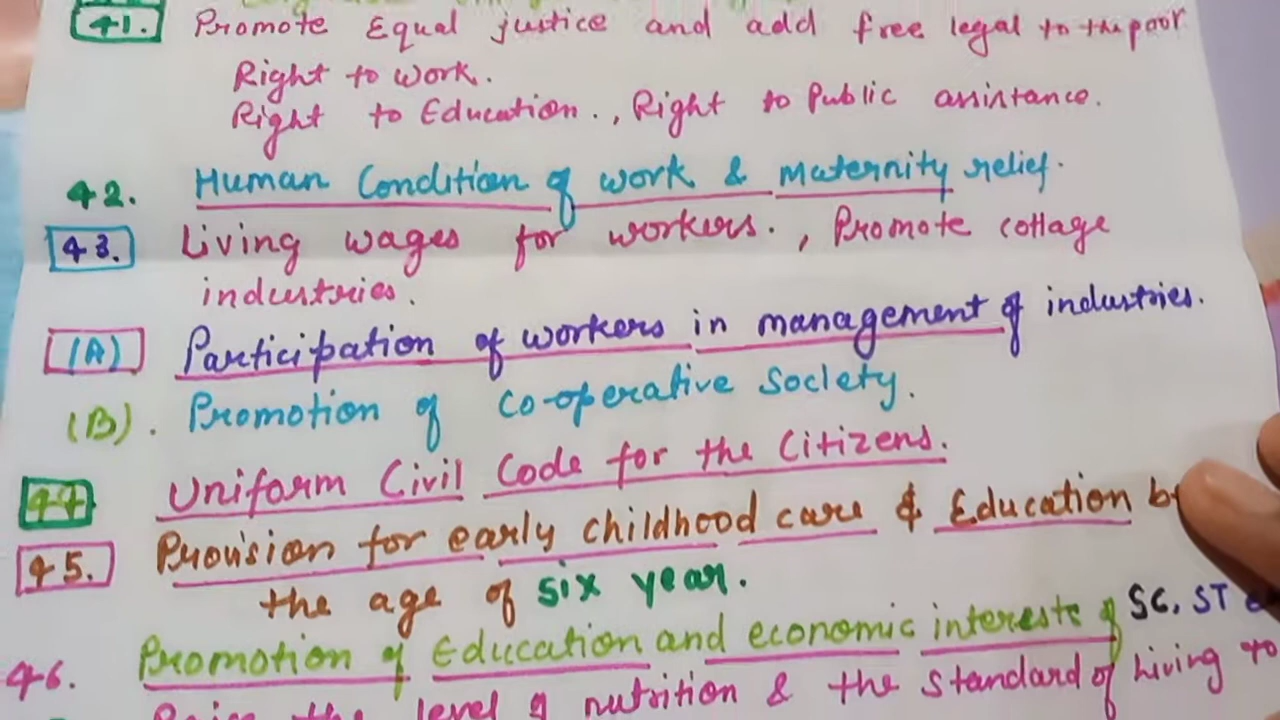 41. Promote Equal justice and add free legal to the poor
Right to work.
Right to Education., Right to Public assistance.
42. Human Condition of work & maternity relief.
43. Living wages for workers., Promote cottage
industries.
(A) Participation of workers in management of industries.
(B). Promotion of co-operative Society.
44 Uniform Civil Code for the Citizens.
45. Provision for early childhood care & Education
the age of six year.
46. Promotion of Education and economic interests of SC, ST
Raise the level of nutrition & the standard of living to